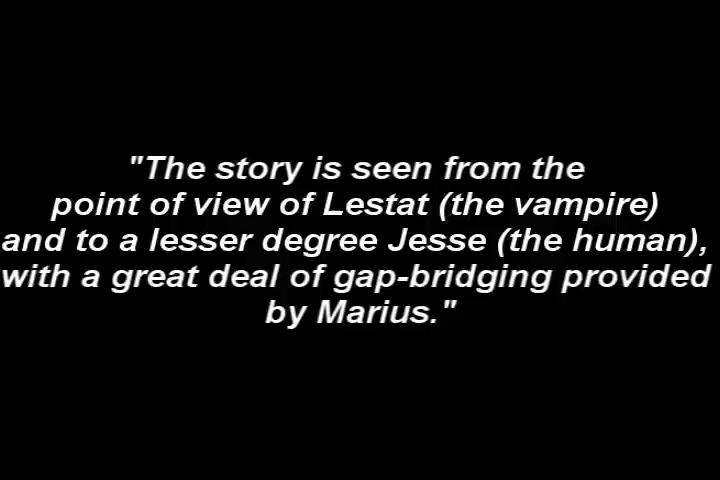 "The story is seen from the
point of view of Lestat (the vampire)
and to a lesser degree Jesse (the human),
with a great deal of gap-bridging provided
by Marius."